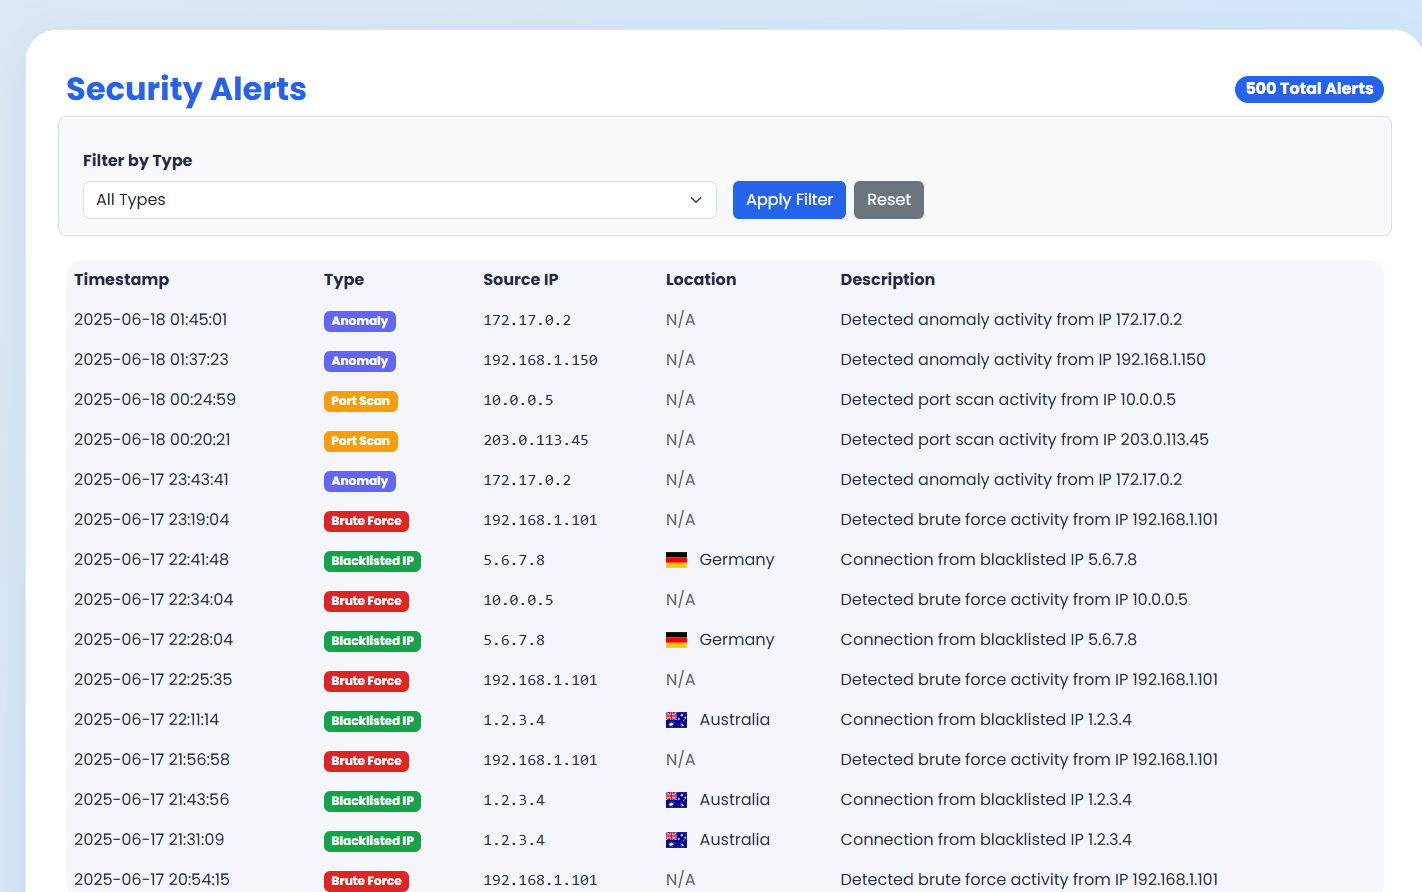 Security Alerts
500 Total Alerts
Filter by Type
All Types
Apply Filter
Reset
Timestamp Type Source IP Location Description
2025-06-18 01:45:01 Anomaly 172.17.0.2 N/A Detected anomaly activity from IP 172.17.0.2
2025-06-18 01:37:23 Anomaly 192.168.1.150 N/A Detected anomaly activity from IP 192.168.1.150
2025-06-18 00:24:59 Port Scan 10.0.0.5 N/A Detected port scan activity from IP 10.0.0.5
2025-06-18 00:20:21 Port Scan 203.0.113.45 N/A Detected port scan activity from IP 203.0.113.45
2025-06-17 23:43:41 Anomaly 172.17.0.2 N/A Detected anomaly activity from IP 172.17.0.2
2025-06-17 23:19:04 Brute Force 192.168.1.101 N/A Detected brute force activity from IP 192.168.1.101
2025-06-17 22:41:48 Blacklisted IP 5.6.7.8 Germany Connection from blacklisted IP 5.6.7.8
2025-06-17 22:34:04 Brute Force 10.0.0.5 N/A Detected brute force activity from IP 10.0.0.5
2025-06-17 22:28:04 Blacklisted IP 5.6.7.8 Germany Connection from blacklisted IP 5.6.7.8
2025-06-17 22:25:35 Brute Force 192.168.1.101 N/A Detected brute force activity from IP 192.168.1.101
2025-06-17 22:11:14 Blacklisted IP 1.2.3.4 Australia Connection from blacklisted IP 1.2.3.4
2025-06-17 21:56:58 Brute Force 192.168.1.101 N/A Detected brute force activity from IP 192.168.1.101
2025-06-17 21:43:56 Blacklisted IP 1.2.3.4 Australia Connection from blacklisted IP 1.2.3.4
2025-06-17 21:31:09 Blacklisted IP 1.2.3.4 Australia Connection from blacklisted IP 1.2.3.4
2025-06-17 20:54:15 Brute Force 192.168.1.101 N/A Detected brute force activity from IP 192.168.1.101